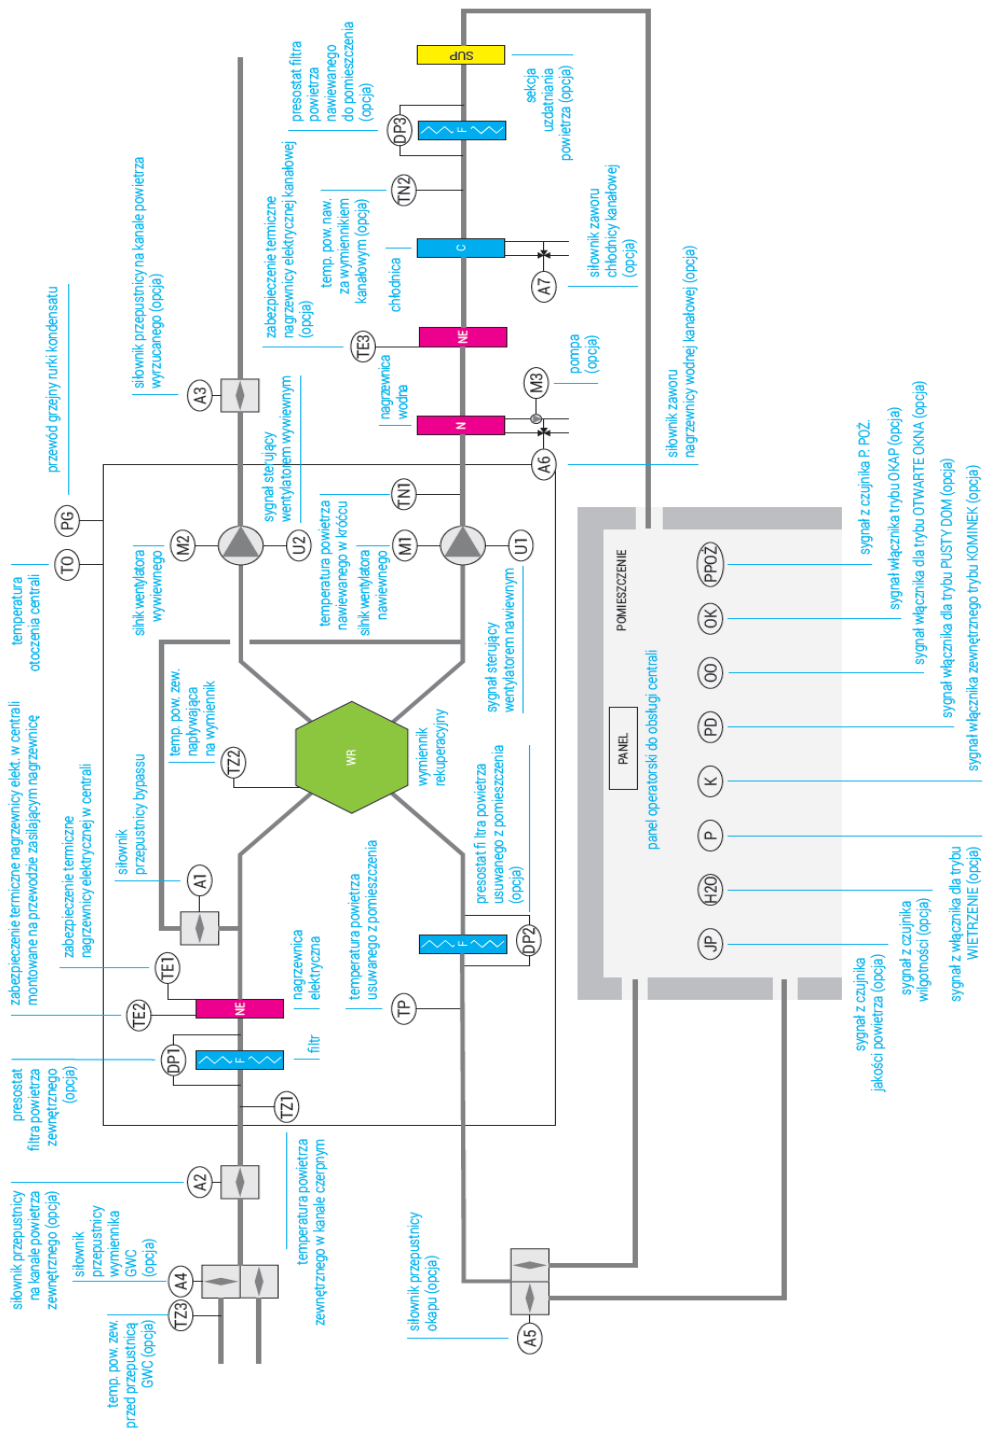 temp. pow. zew.
przed przepustnicą
GWC (opcja)
TZ3
siłownik
przepustnicy
wymiennika
GWC
(opcja)
A4
siłownik przepustnicy
na kanale powietrza
zewnętrznego (opcja)
A2
temperatura powietrza
zewnętrznego w kanale czerpnym
TZ1
presostat
filtra powietrza
zewnętrznego
(opcja)
DP1
F
filtr
zabezpieczenie termiczne nagrzewnicy elekt. w centrali
montowane na przewodzie zasilającym nagrzewnicę
TE2
zabezpieczenie termiczne
nagrzewnicy elektrycznej w centrali
TE1
NE
nagrzewnica
elektryczna
siłownik
przepustnicy bypassu
A1
temp. pow. zew.
napływająca
na wymiennik
TZ2
WR
wymiennik
rekuperacyjny
temperatura
otoczenia centrali
TO
przewód grzejny rurki kondensatu
PG
silnik wentylatora
wywiewnego
M2
U2
sygnał sterujący
wentylatorem wywiewnym
siłownik przepustnicy na kanale powietrza
wyrzucanego (opcja)
A3
siłownik przepustnicy
okapu (opcja)
A5
temperatura powietrza
usuwanego z pomieszczenia
TP
presostat fi ltra powietrza
usuwanego z pomieszczenia
(opcja)
DP2
F
silnik wentylatora
nawiewnego
M1
U1
sygnał sterujący
wentylatorem nawiewnym
temperatura powietrza
nawiewanego w króćcu
TN1
nagrzewnica
wodna
N
A6
siłownik zaworu
nagrzewnicy wodnej kanałowej (opcja)
M3
pompa
(opcja)
zabezpieczenie termiczne
nagrzewnicy elektrycznej kanałowej
(opcja)
TE3
NE
chłodnica
C
A7
siłownik zaworu
chłodnicy kanałowej
(opcja)
temp. pow. naw.
za wymiennikiem
kanałowym (opcja)
TN2
presostat filtra
powietrza
nawiewanego
do pomieszczenia
(opcja)
DP3
F
SUP
sekcja
uzdatniania
powietrza (opcja)
POMIESZCZENIE
PANEL
panel operatorski do obsługi centrali
JP
H2O
P
K
PD
OO
OK
PPOŻ
sygnał z czujnika
jakości powietrza (opcja)
sygnał z czujnika
wilgotności (opcja)
sygnał z włącznika dla trybu
WIETRZENIE (opcja)
sygnał włącznika zewnętrznego trybu KOMINEK (opcja)
sygnał włącznika dla trybu PUSTY DOM (opcja)
sygnał włącznika dla trybu OTWARTE OKNA (opcja)
sygnał włącznika trybu OKAP (opcja)
sygnał z czujnika P. POŻ.